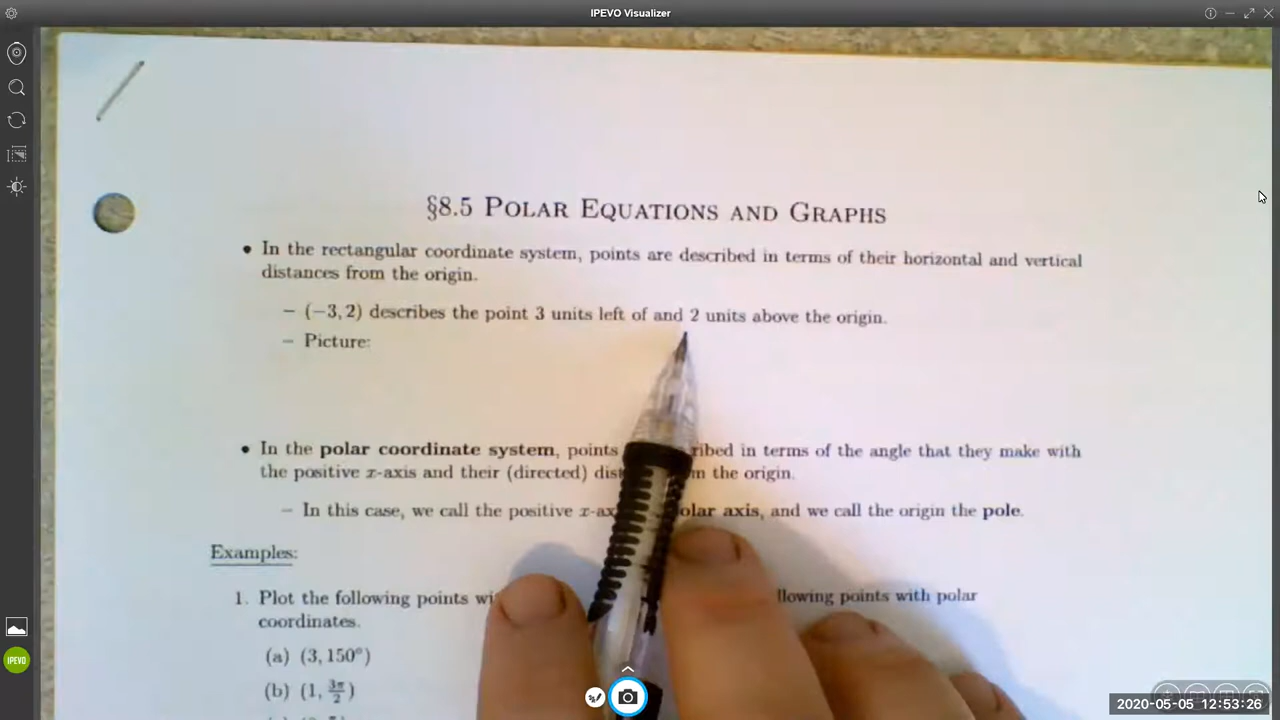 IPEVO Visualizer
§8.5 POLAR EQUATIONS AND GRAPHS
• In the rectangular coordinate system, points are described in terms of their horizontal and vertical
distances from the origin.
– (−3, 2) describes the point 3 units left of and 2 units above the origin.
– Picture:
• In the polar coordinate system, points ribed in terms of the angle that they make with
the positive x-axis and their (directed) dis m the origin.
– In this case, we call the positive x-ax olar axis, and we call the origin the pole.
Examples:
1. Plot the following points wi llowing points with polar
coordinates.
(a) (3, 150°)
(b) (1, 3π/2)
IPEVO
2020-05-05 12:53:26